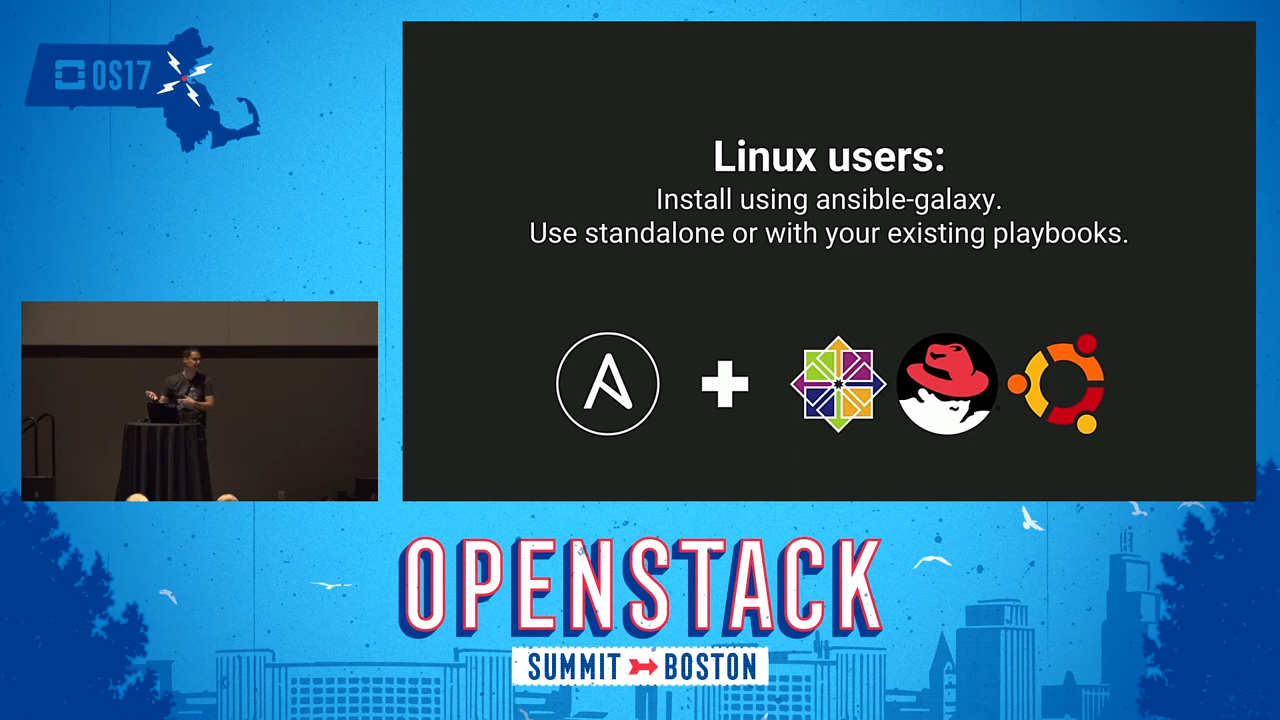 OS17
Linux users:
Install using ansible-galaxy.
Use standalone or with your existing playbooks.
OPENSTACK
SUMMIT BOSTON